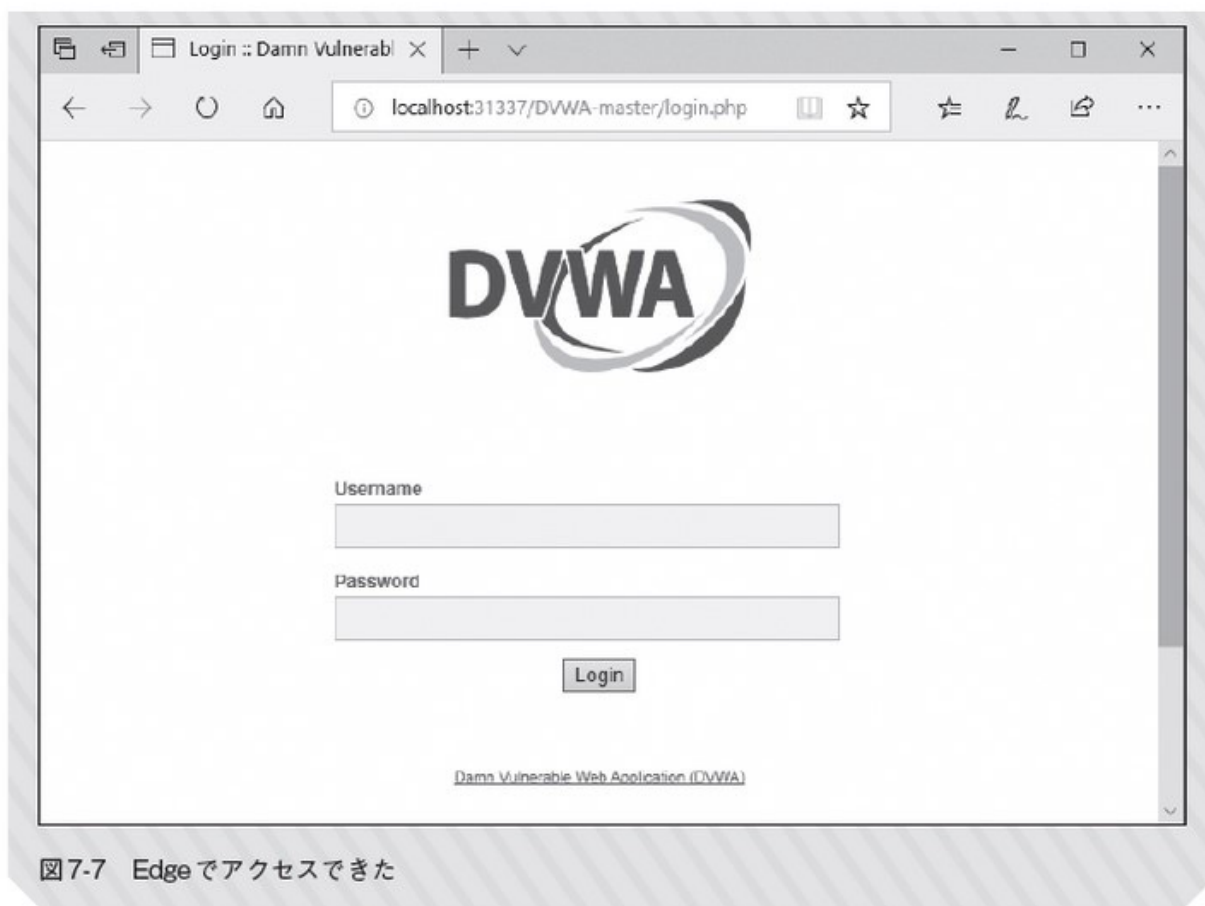 Login :: Damn Vulnerabl
localhost:31337/DVWA-master/login.php
DVWA
Username
Password
Login
Damn Vulnerable Web Application (DVWA)
図7-7 Edgeでアクセスできた